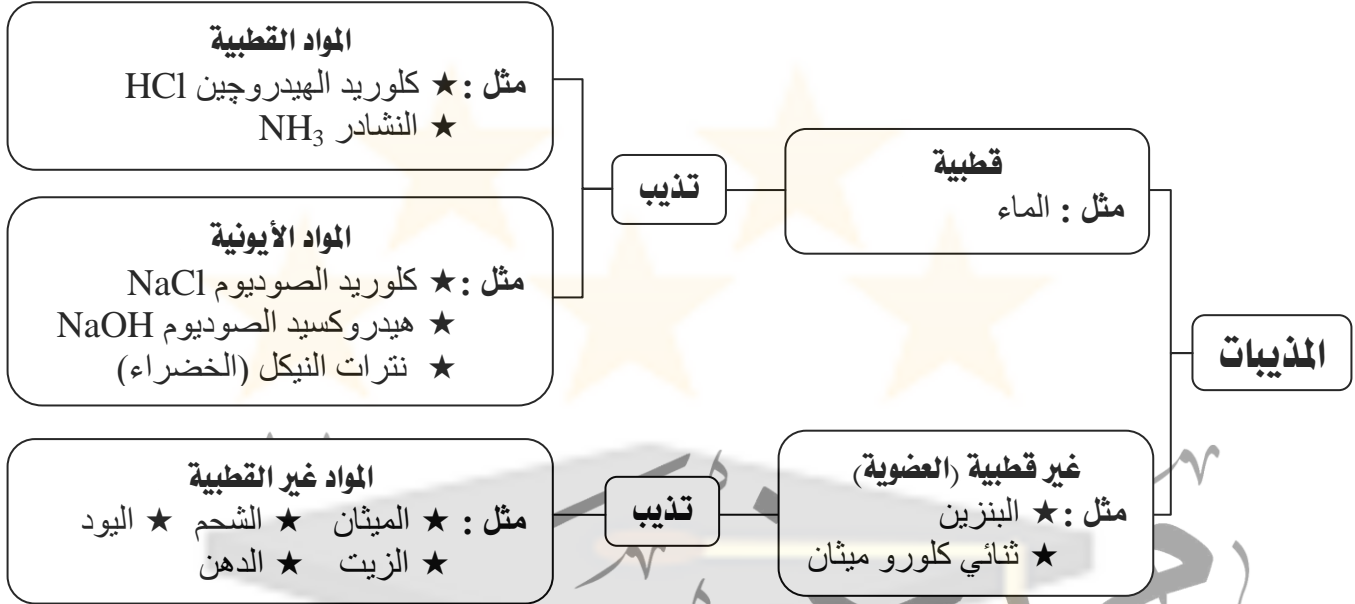 المذيبات
قطبية
مثل : الماء
تذيب
المواد القطبية
مثل : ★ كلوريد الهيدروچين HCl
★ النشادر NH₃
المواد الأيونية
مثل : ★ كلوريد الصوديوم NaCl
★ هيدروكسيد الصوديوم NaOH
★ نترات النيكل (الخضراء)
غير قطبية (العضوية)
مثل : ★ البنزين
★ ثنائي كلورو ميثان
تذيب
المواد غير القطبية
مثل : ★ الميثان ★ الشحم ★ اليود
★ الزيت ★ الدهن